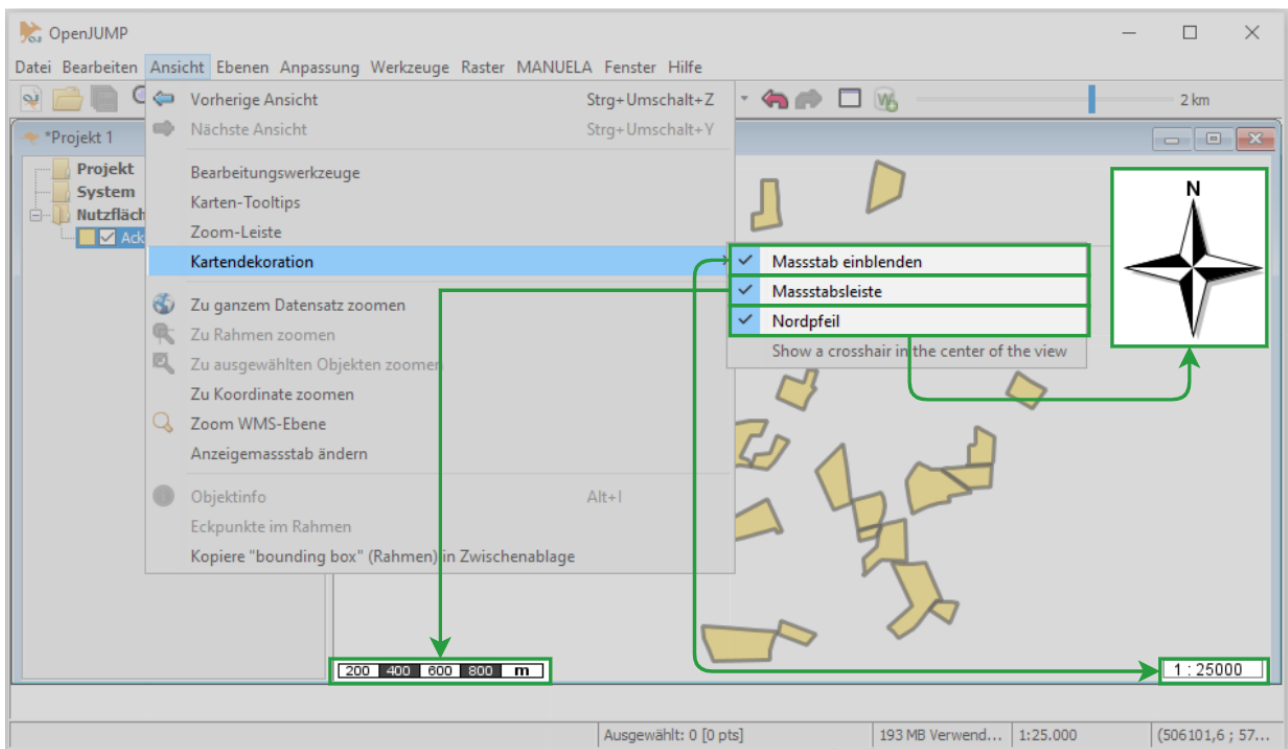 OpenJUMP
Datei Bearbeiten Ansicht Ebenen Anpassung Werkzeuge Raster MANUELA Fenster Hilfe
2 km
*Projekt 1
Projekt
System
Nutzfläch
Ack
Vorherige Ansicht Strg+Umschalt+Z
Nächste Ansicht Strg+Umschalt+Y
Bearbeitungswerkzeuge
Karten-Tooltips
Zoom-Leiste
Kartendekoration
Zu ganzem Datensatz zoomen
Zu Rahmen zoomen
Zu ausgewählten Objekten zoomen
Zu Koordinate zoomen
Zoom WMS-Ebene
Anzeigemassstab ändern
Objektinfo Alt+I
Eckpunkte im Rahmen
Kopiere "bounding box" (Rahmen) in Zwischenablage
Massstab einblenden
Massstabsleiste
Nordpfeil
Show a crosshair in the center of the view
N
200 400 600 800 m
1 : 25000
Ausgewählt: 0 [0 pts] 193 MB Verwend... 1:25.000 (506101,6 ; 57...